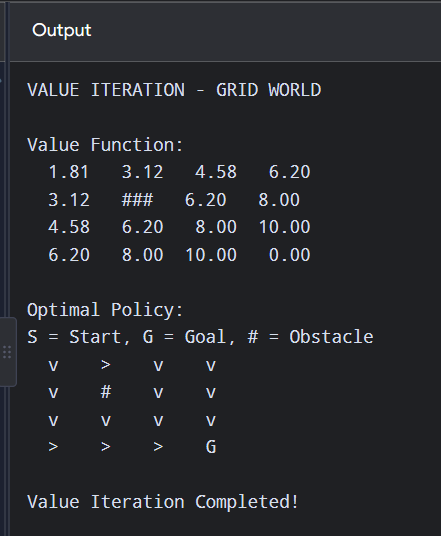 Output
VALUE ITERATION - GRID WORLD
Value Function:
1.81 3.12 4.58 6.20
3.12 ### 6.20 8.00
4.58 6.20 8.00 10.00
6.20 8.00 10.00 0.00
Optimal Policy:
S = Start, G = Goal, # = Obstacle
v > v v
v # v v
v v v v
> > > G
Value Iteration Completed!